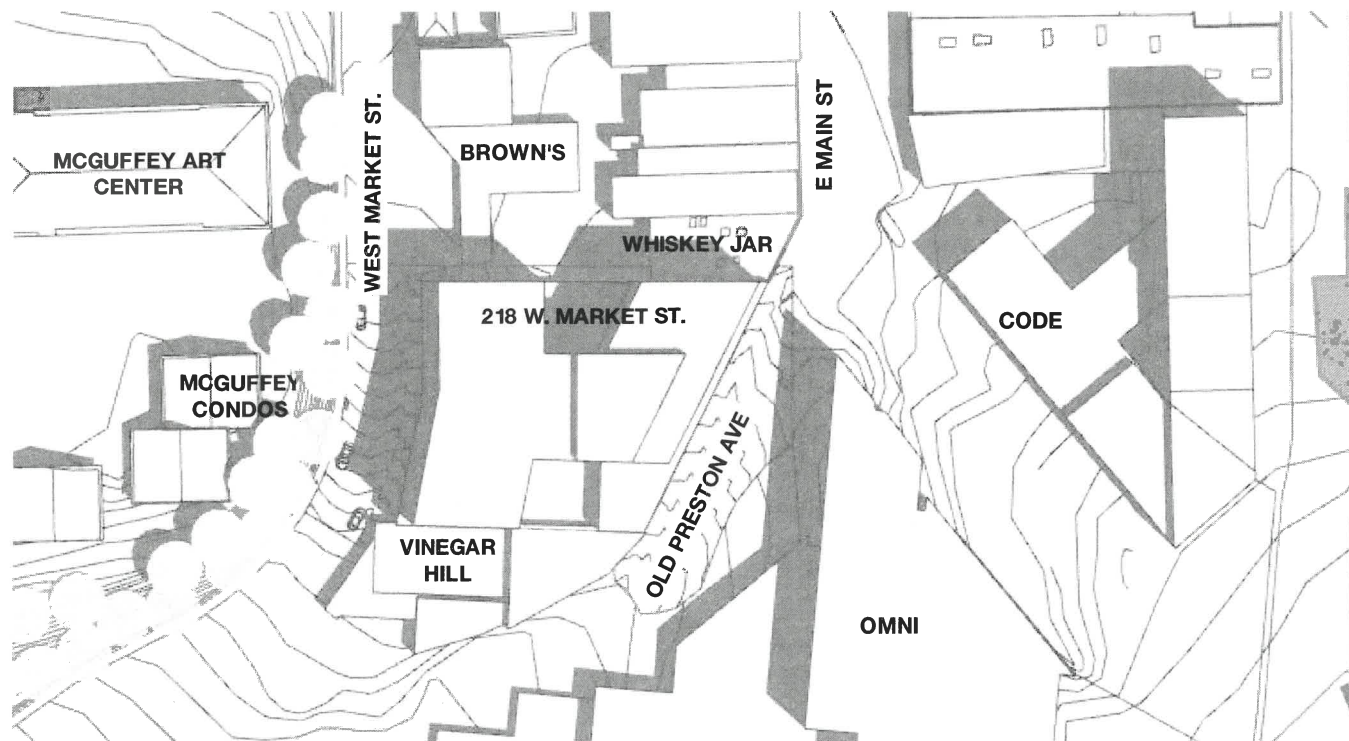 MCGUFFEY ART
CENTER
WEST MARKET ST.
BROWN'S
E MAIN ST
WHISKEY JAR
218 W. MARKET ST.
CODE
MCGUFFEY
CONDOS
OLD PRESTON AVE
VINEGAR
HILL
OMNI